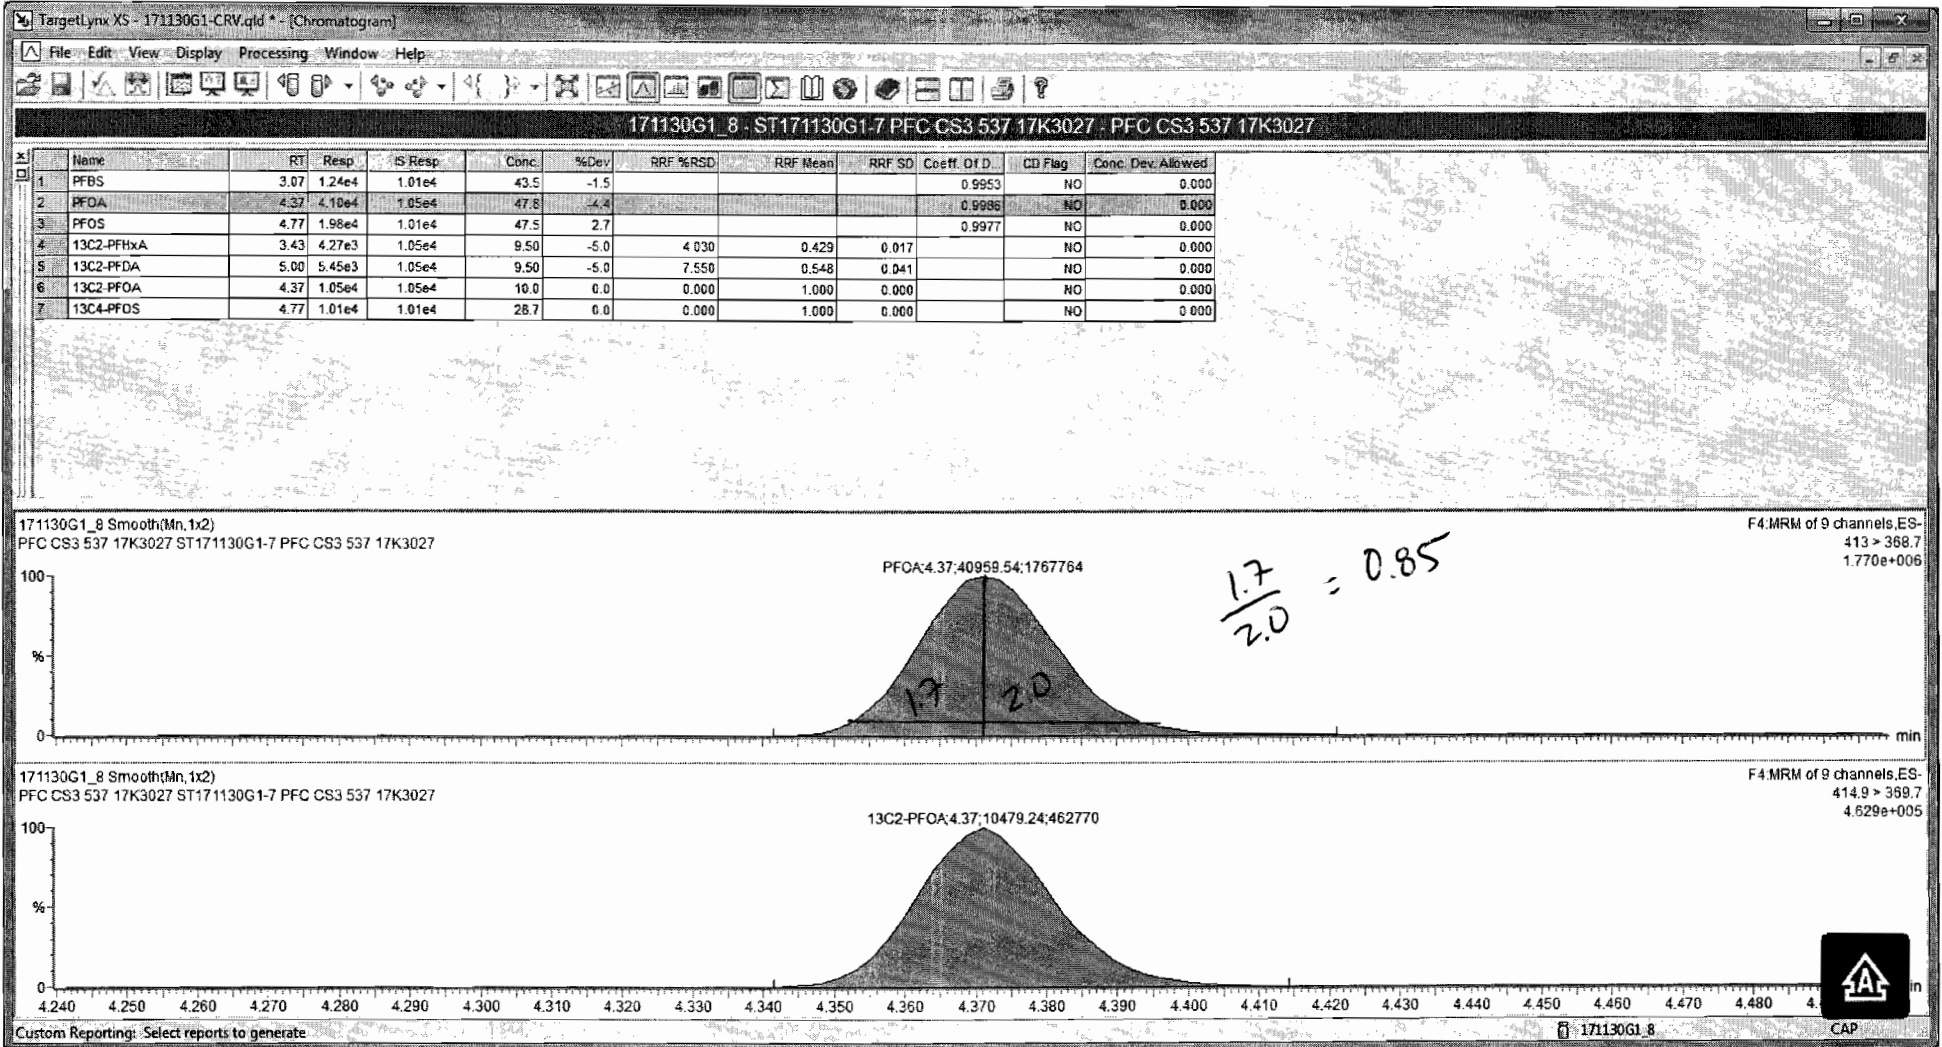 TargetLynx XS - 171130G1-CRV.qld * - [Chromatogram]
File Edit View Display Processing Window Help
171130G1_8 - ST171130G1-7 PFC CS3 537 17K3027 - PFC CS3 537 17K3027
Name RT Resp IS Resp Conc. %Dev RRF %RSD RRF Mean RRF SD Coeff. Of D... CD Flag Conc. Dev. Allowed
1 PFBS 3.07 1.24e4 1.01e4 43.5 -1.5 0.9953 NO 0.000
2 PFOA 4.37 4.10e4 1.05e4 47.8 -4.4 0.9986 NO 0.000
3 PFOS 4.77 1.98e4 1.01e4 47.5 2.7 0.9977 NO 0.000
4 13C2-PFHxA 3.43 4.27e3 1.05e4 9.50 -5.0 4.030 0.429 0.017 NO 0.000
5 13C2-PFDA 5.00 5.45e3 1.05e4 9.50 -5.0 7.550 0.548 0.041 NO 0.000
6 13C2-PFOA 4.37 1.05e4 1.05e4 10.0 0.0 0.000 1.000 0.000 NO 0.000
7 13C4-PFOS 4.77 1.01e4 1.01e4 28.7 0.0 0.000 1.000 0.000 NO 0.000
171130G1_8 Smooth(Mn,1x2)
PFC CS3 537 17K3027 ST171130G1-7 PFC CS3 537 17K3027
F4:MRM of 9 channels,ES-
413 > 368.7
1.770e+006
PFOA;4.37;40959.54;1767764
1.7
2.0
= 0.85
100
%
0
1.7 2.0
min
171130G1_8 Smooth(Mn,1x2)
PFC CS3 537 17K3027 ST171130G1-7 PFC CS3 537 17K3027
F4:MRM of 9 channels,ES-
414.9 > 369.7
4.629e+005
13C2-PFOA;4.37;10479.24;462770
100
%
0
4.240 4.250 4.260 4.270 4.280 4.290 4.300 4.310 4.320 4.330 4.340 4.350 4.360 4.370 4.380 4.390 4.400 4.410 4.420 4.430 4.440 4.450 4.460 4.470 4.480
Custom Reporting: Select reports to generate
171130G1_8
CAP